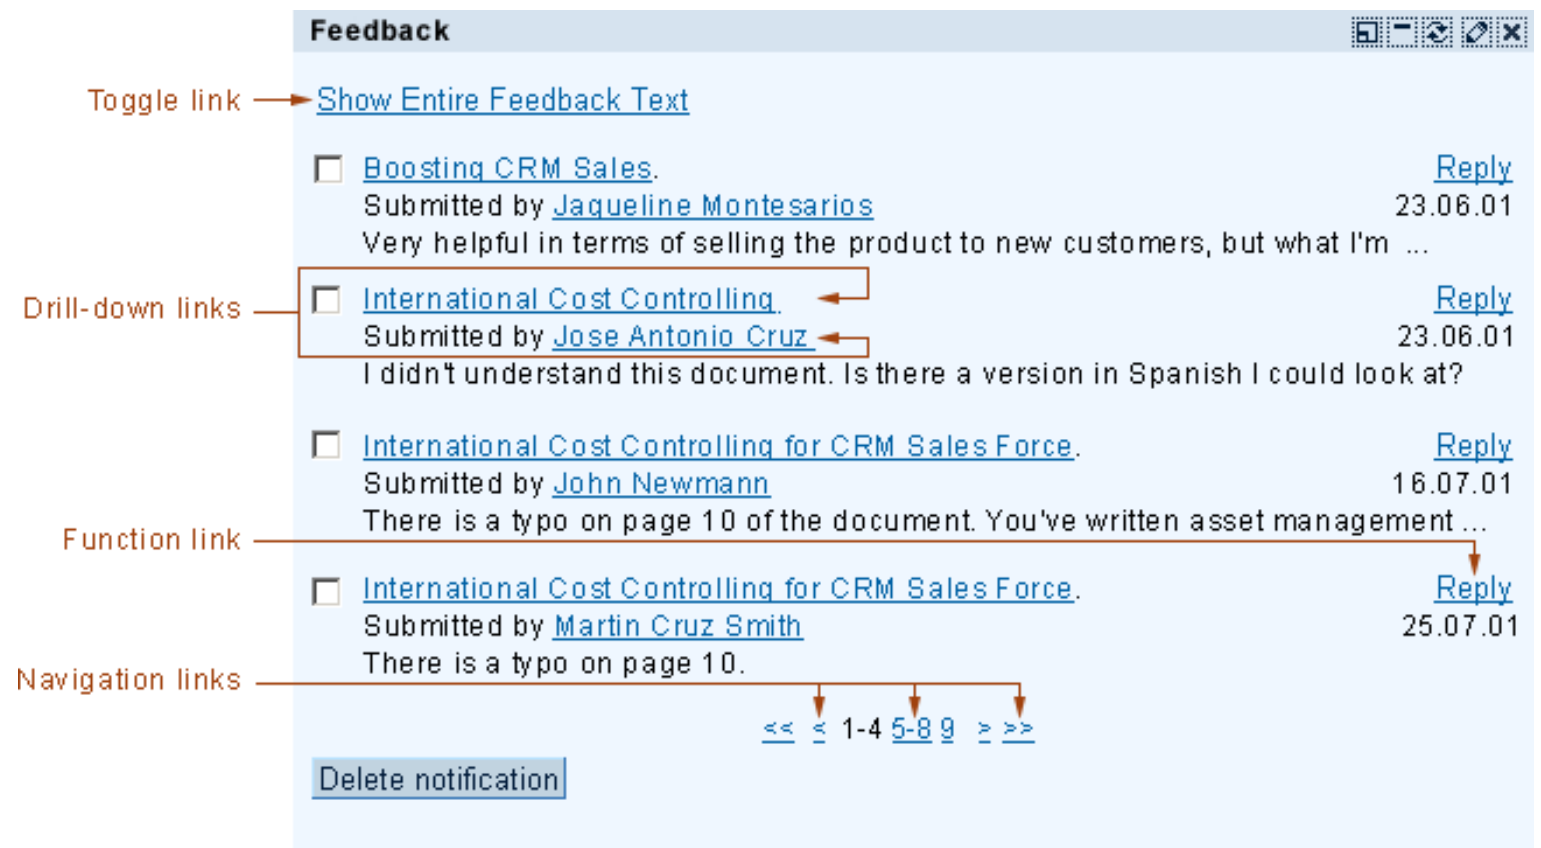 Feedback
Toggle link
Show Entire Feedback Text
Boosting CRM Sales. Reply
Submitted by Jaqueline Montesarios 23.06.01
Very helpful in terms of selling the product to new customers, but what I'm ...
Drill-down links
International Cost Controlling. Reply
Submitted by Jose Antonio Cruz 23.06.01
I didn't understand this document. Is there a version in Spanish I could look at?
International Cost Controlling for CRM Sales Force. Reply
Submitted by John Newmann 16.07.01
There is a typo on page 10 of the document. You've written asset management ...
Function link
International Cost Controlling for CRM Sales Force. Reply
Submitted by Martin Cruz Smith 25.07.01
There is a typo on page 10.
Navigation links
<< < 1-4 5-8 9 > >>
Delete notification